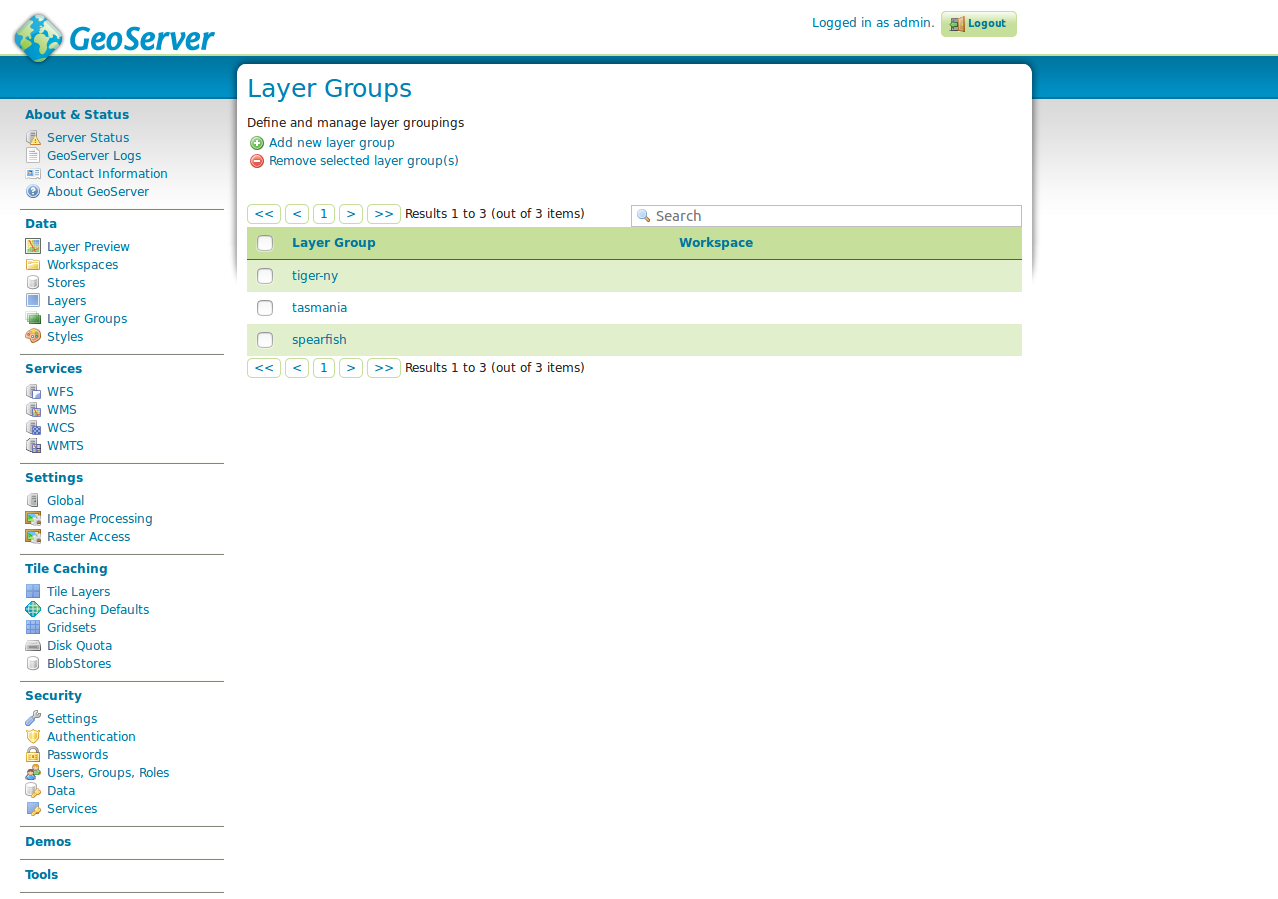 GeoServer
Logged in as admin. Logout
About & Status
Server Status
GeoServer Logs
Contact Information
About GeoServer
Data
Layer Preview
Workspaces
Stores
Layers
Layer Groups
Styles
Services
WFS
WMS
WCS
WMTS
Settings
Global
Image Processing
Raster Access
Tile Caching
Tile Layers
Caching Defaults
Gridsets
Disk Quota
BlobStores
Security
Settings
Authentication
Passwords
Users, Groups, Roles
Data
Services
Demos
Tools
Layer Groups
Define and manage layer groupings
Add new layer group
Remove selected layer group(s)
<< < 1 > >> Results 1 to 3 (out of 3 items) Search
Layer Group Workspace
tiger-ny
tasmania
spearfish
<< < 1 > >> Results 1 to 3 (out of 3 items)